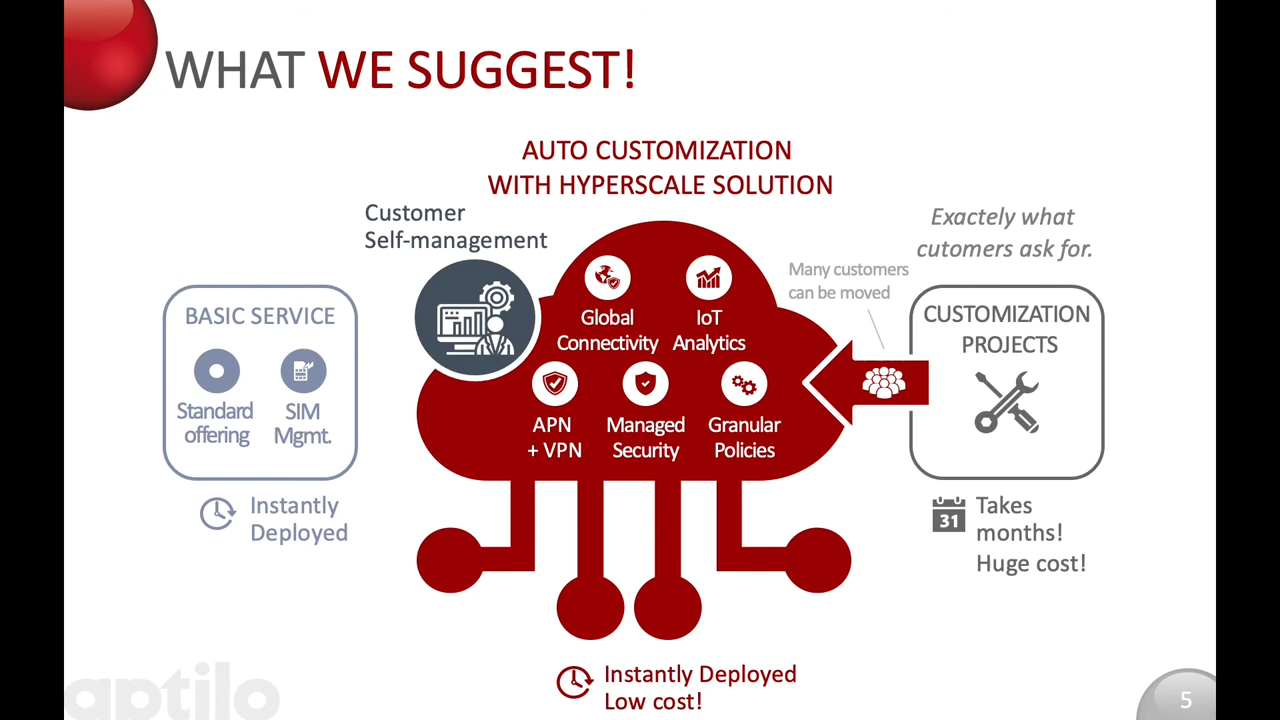 WHAT WE SUGGEST!
AUTO CUSTOMIZATION
WITH HYPERSCALE SOLUTION
Customer
Self-management
Exactely what
cutomers ask for.
Many customers
can be moved
BASIC SERVICE
Standard
offering
SIM
Mgmt.
Instantly
Deployed
Global
Connectivity
IoT
Analytics
APN
+ VPN
Managed
Security
Granular
Policies
CUSTOMIZATION
PROJECTS
31
Takes
months!
Huge cost!
Instantly Deployed
Low cost!
aptilo
5